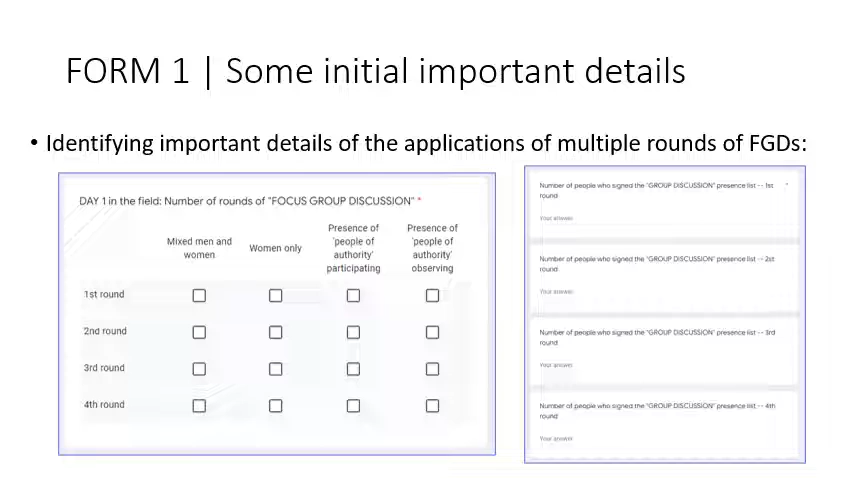 FORM 1 | Some initial important details
• Identifying important details of the applications of multiple rounds of FGDs:
DAY 1 in the field: Number of rounds of "FOCUS GROUP DISCUSSION" *
Mixed men and
women
Women only
Presence of
'people of
authority'
participating
Presence of
'people of
authority'
observing
1st round
2nd round
3rd round
4th round
Number of people who signed the "GROUP DISCUSSION" presence list -- 1st *
round
Your answer
Number of people who signed the "GROUP DISCUSSION" presence list -- 2st
round
Your answer
Number of people who signed the "GROUP DISCUSSION" presence list -- 3rd
round
Your answer
Number of people who signed the "GROUP DISCUSSION" presence list -- 4th
round
Your answer